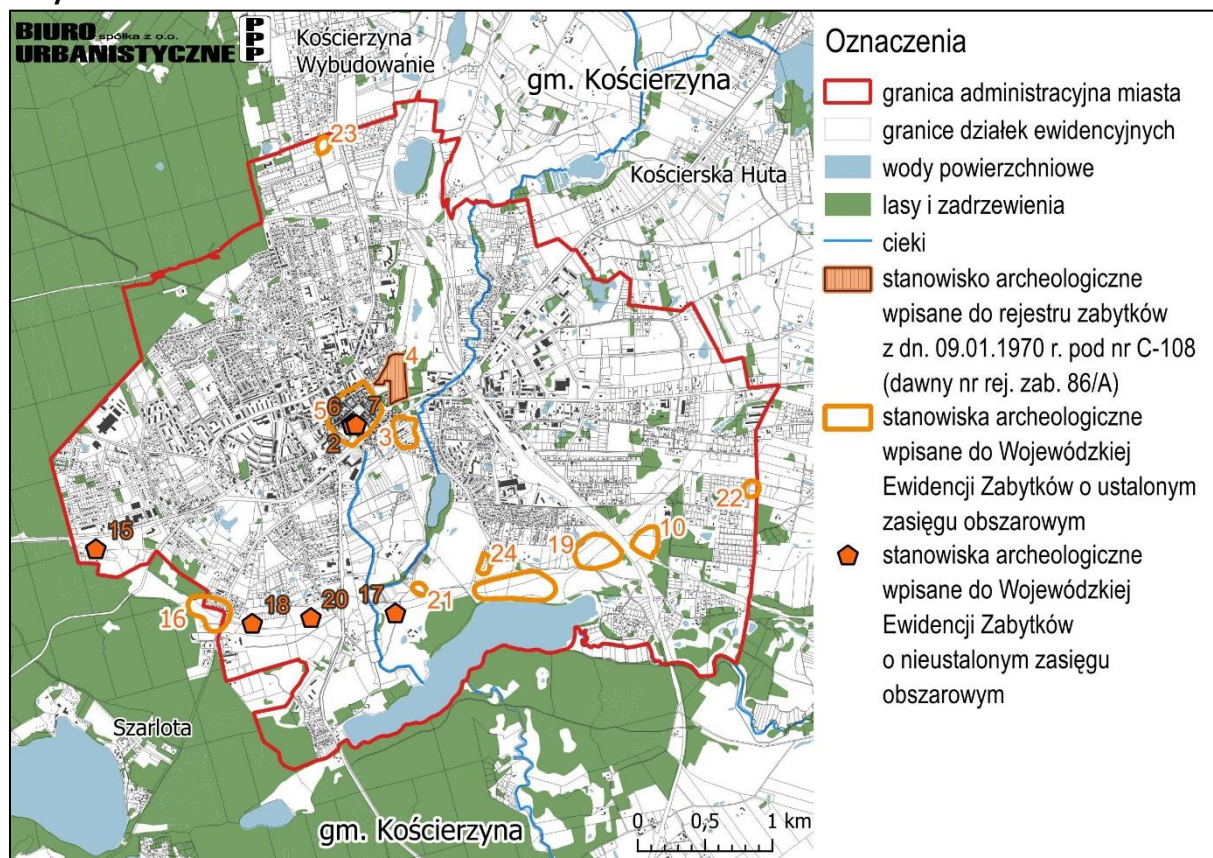 BIURO spółka z o.o.
URBANISTYCZNE
P
P
P
Kościerzyna
Wybudowanie
gm. Kościerzyna
Kościerska Huta
23
4
5
6
7
2
3
22
15
24
19
10
21
16
18
20
17
Szarlota
gm. Kościerzyna
0 0,5 1 km
Oznaczenia
granica administracyjna miasta
granice działek ewidencyjnych
wody powierzchniowe
lasy i zadrzewienia
cieki
stanowisko archeologiczne
wpisane do rejestru zabytków
z dn. 09.01.1970 r. pod nr C-108
(dawny nr rej. zab. 86/A)
stanowiska archeologiczne
wpisane do Wojewódzkiej
Ewidencji Zabytków o ustalonym
zasięgu obszarowym
stanowiska archeologiczne
wpisane do Wojewódzkiej
Ewidencji Zabytków
o nieustalonym zasięgu
obszarowym